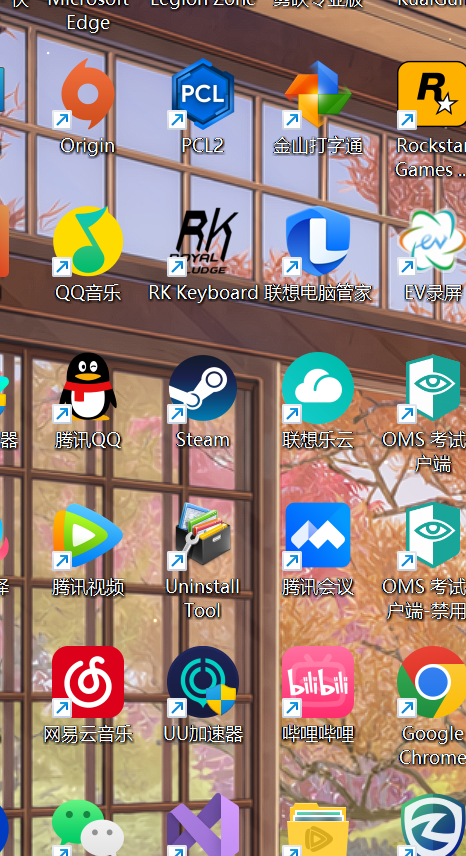 Microsoft
Edge
Legion Zone
Origin
PCL
PCL2
金山打字通
R
Rockstar
Games ...
QQ音乐
RK
ROYAL
RK Keyboard
联想电脑管家
ev
EV录屏
器
腾讯QQ
Steam
联想乐云
OMS 考试
户端
腾讯视频
Uninstall
Tool
腾讯会议
OMS 考试
户端-禁用
网易云音乐
UU加速器
bilibili
哔哩哔哩
Google
Chrome